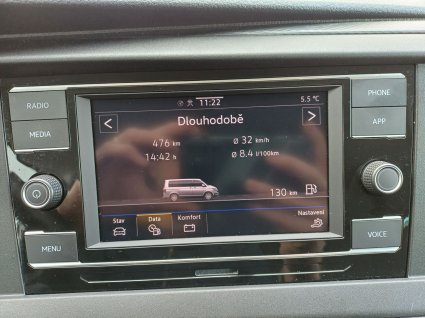 11:22
5.5 °C
RADIO
MEDIA
MENU
PHONE
APP
VOICE
< Dlouhodobě >
476 km
ø 32 km/h
14:42 h
ø 8.4 l/100km
130 km
Stav
Data
Komfort
Nastavení